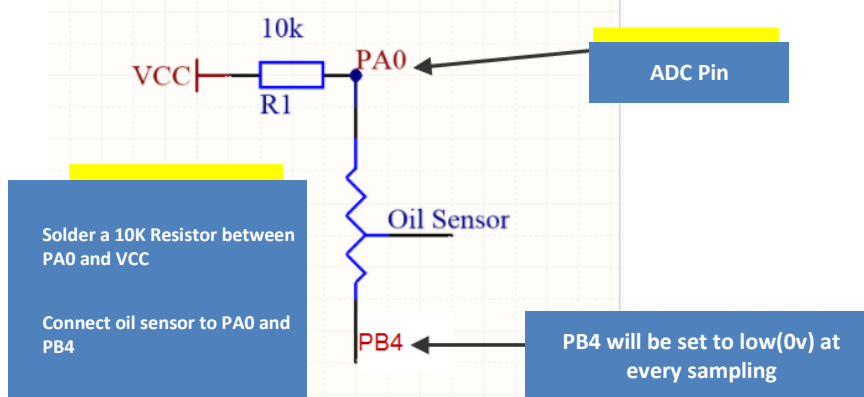 10k
VCC
PA0
R1
ADC Pin
Solder a 10K Resistor between
PA0 and VCC
Oil Sensor
Connect oil sensor to PA0 and
PB4
PB4
PB4 will be set to low(0v) at
every sampling